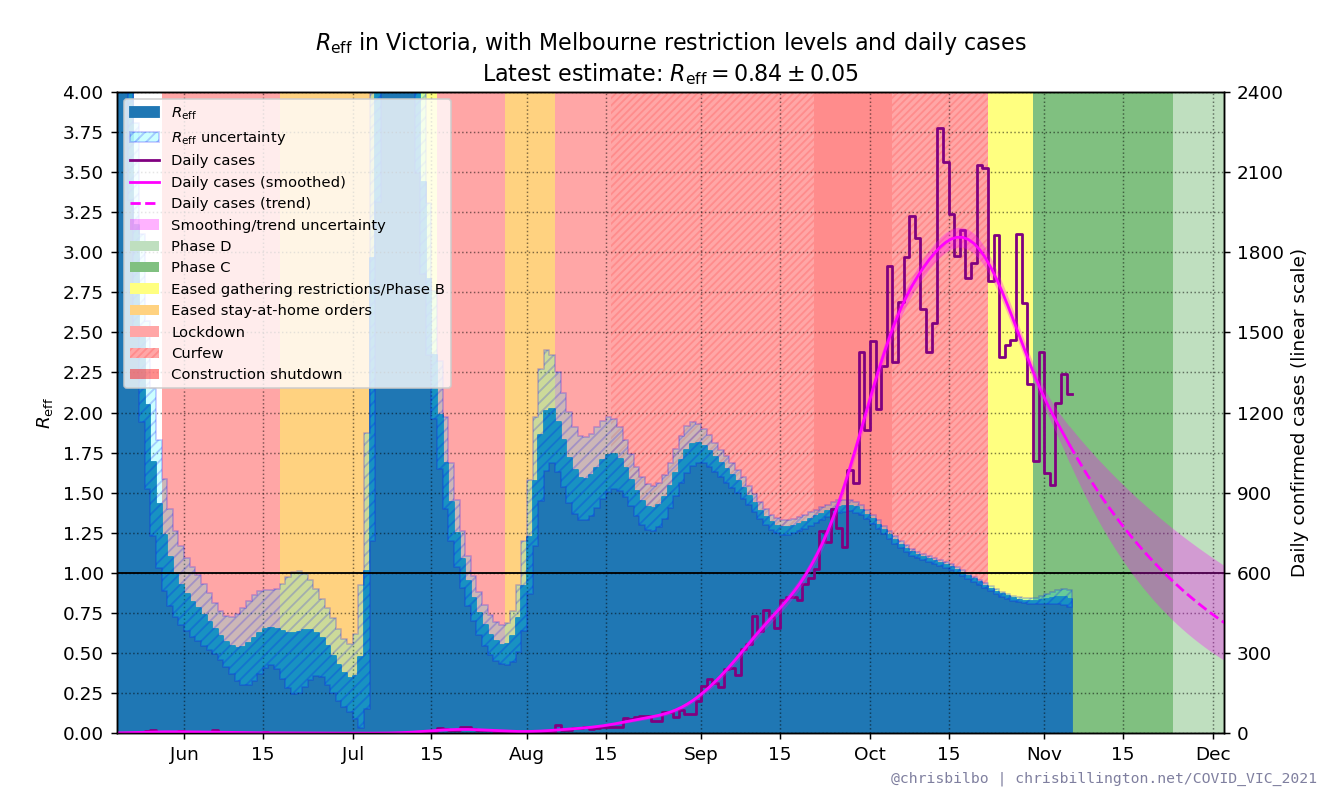 Reff in Victoria, with Melbourne restriction levels and daily cases
Latest estimate: Reff = 0.84 ± 0.05
4.00
3.75
3.50
3.25
3.00
2.75
2.50
2.25
2.00
1.75
1.50
1.25
1.00
0.75
0.50
0.25
0.00
Reff
Reff
Reff uncertainty
Daily cases
Daily cases (smoothed)
Daily cases (trend)
Smoothing/trend uncertainty
Phase D
Phase C
Eased gathering restrictions/Phase B
Eased stay-at-home orders
Lockdown
Curfew
Construction shutdown
2400
2100
1800
1500
1200
900
600
300
0
Daily confirmed cases (linear scale)
Jun 15 Jul 15 Aug 15 Sep 15 Oct 15 Nov 15 Dec
@chrisbilbo | chrisbillington.net/COVID_VIC_2021